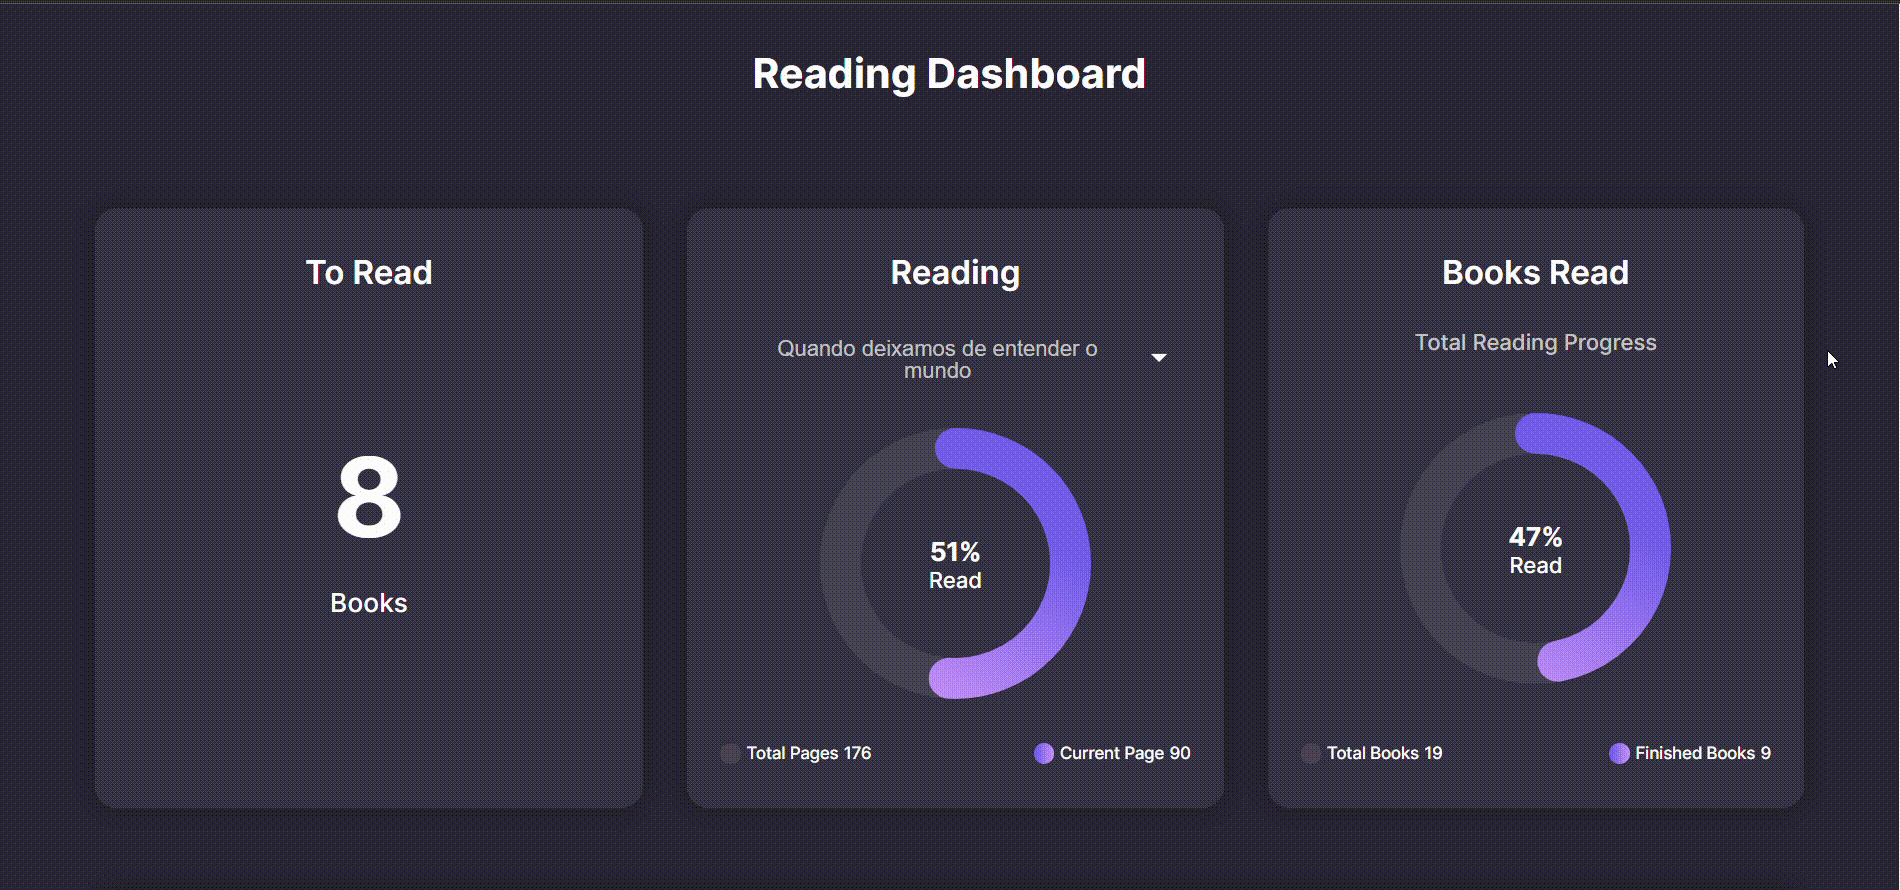 Reading Dashboard
To Read
8
Books
Reading
Quando deixamos de entender o
mundo
51%
Read
Total Pages 176
Current Page 90
Books Read
Total Reading Progress
47%
Read
Total Books 19
Finished Books 9